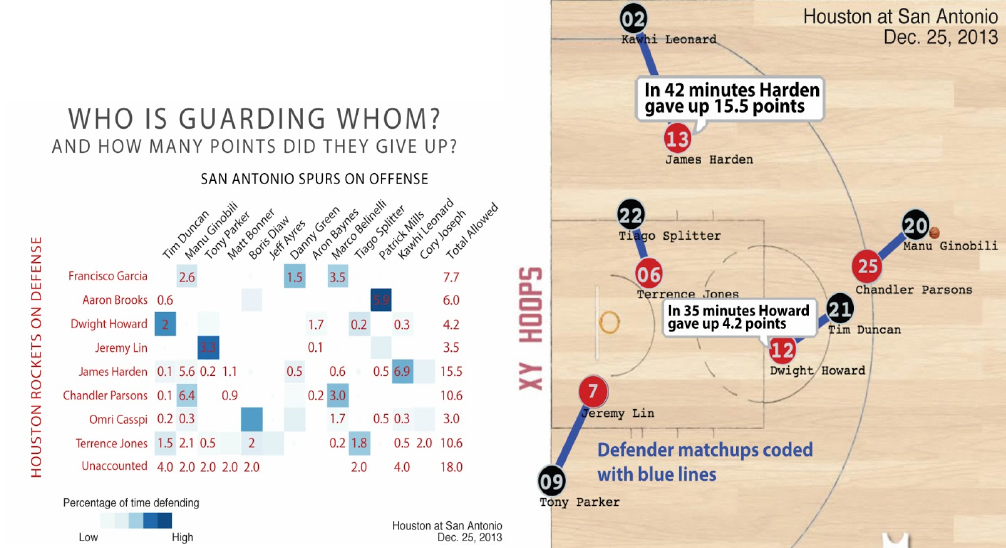 WHO IS GUARDING WHOM?
AND HOW MANY POINTS DID THEY GIVE UP?
SAN ANTONIO SPURS ON OFFENSE
Tim Duncan
Manu Ginobili
Tony Parker
Matt Bonner
Boris Diaw
Jeff Ayres
Danny Green
Aron Baynes
Marco Belinelli
Tiago Splitter
Patrick Mills
Kawhi Leonard
Cory Joseph
Total Allowed
HOUSTON ROCKETS ON DEFENSE
Francisco Garcia 2.6 1.5 3.5 7.7
Aaron Brooks 0.6 5.9 6.0
Dwight Howard 2 1.7 0.2 0.3 4.2
Jeremy Lin 3.3 0.1 3.5
James Harden 0.1 5.6 0.2 1.1 0.5 0.6 0.5 6.9 15.5
Chandler Parsons 0.1 6.4 0.9 0.2 3.0 10.6
Omri Casspi 0.2 0.3 1.7 0.5 0.3 3.0
Terrence Jones 1.5 2.1 0.5 2 0.2 1.8 0.5 2.0 10.6
Unaccounted 4.0 2.0 2.0 2.0 2.0 2.0 4.0 18.0
Percentage of time defending
Low High
Houston at San Antonio
Dec. 25, 2013
XY HOOPS
Houston at San Antonio
Dec. 25, 2013
02
Kawhi Leonard
In 42 minutes Harden
gave up 15.5 points
13
James Harden
22
Tiago Splitter
06
Terrence Jones
20
Manu Ginobili
25
Chandler Parsons
In 35 minutes Howard
gave up 4.2 points
21
Tim Duncan
12
Dwight Howard
7
Jeremy Lin
Defender matchups coded
with blue lines
09
Tony Parker